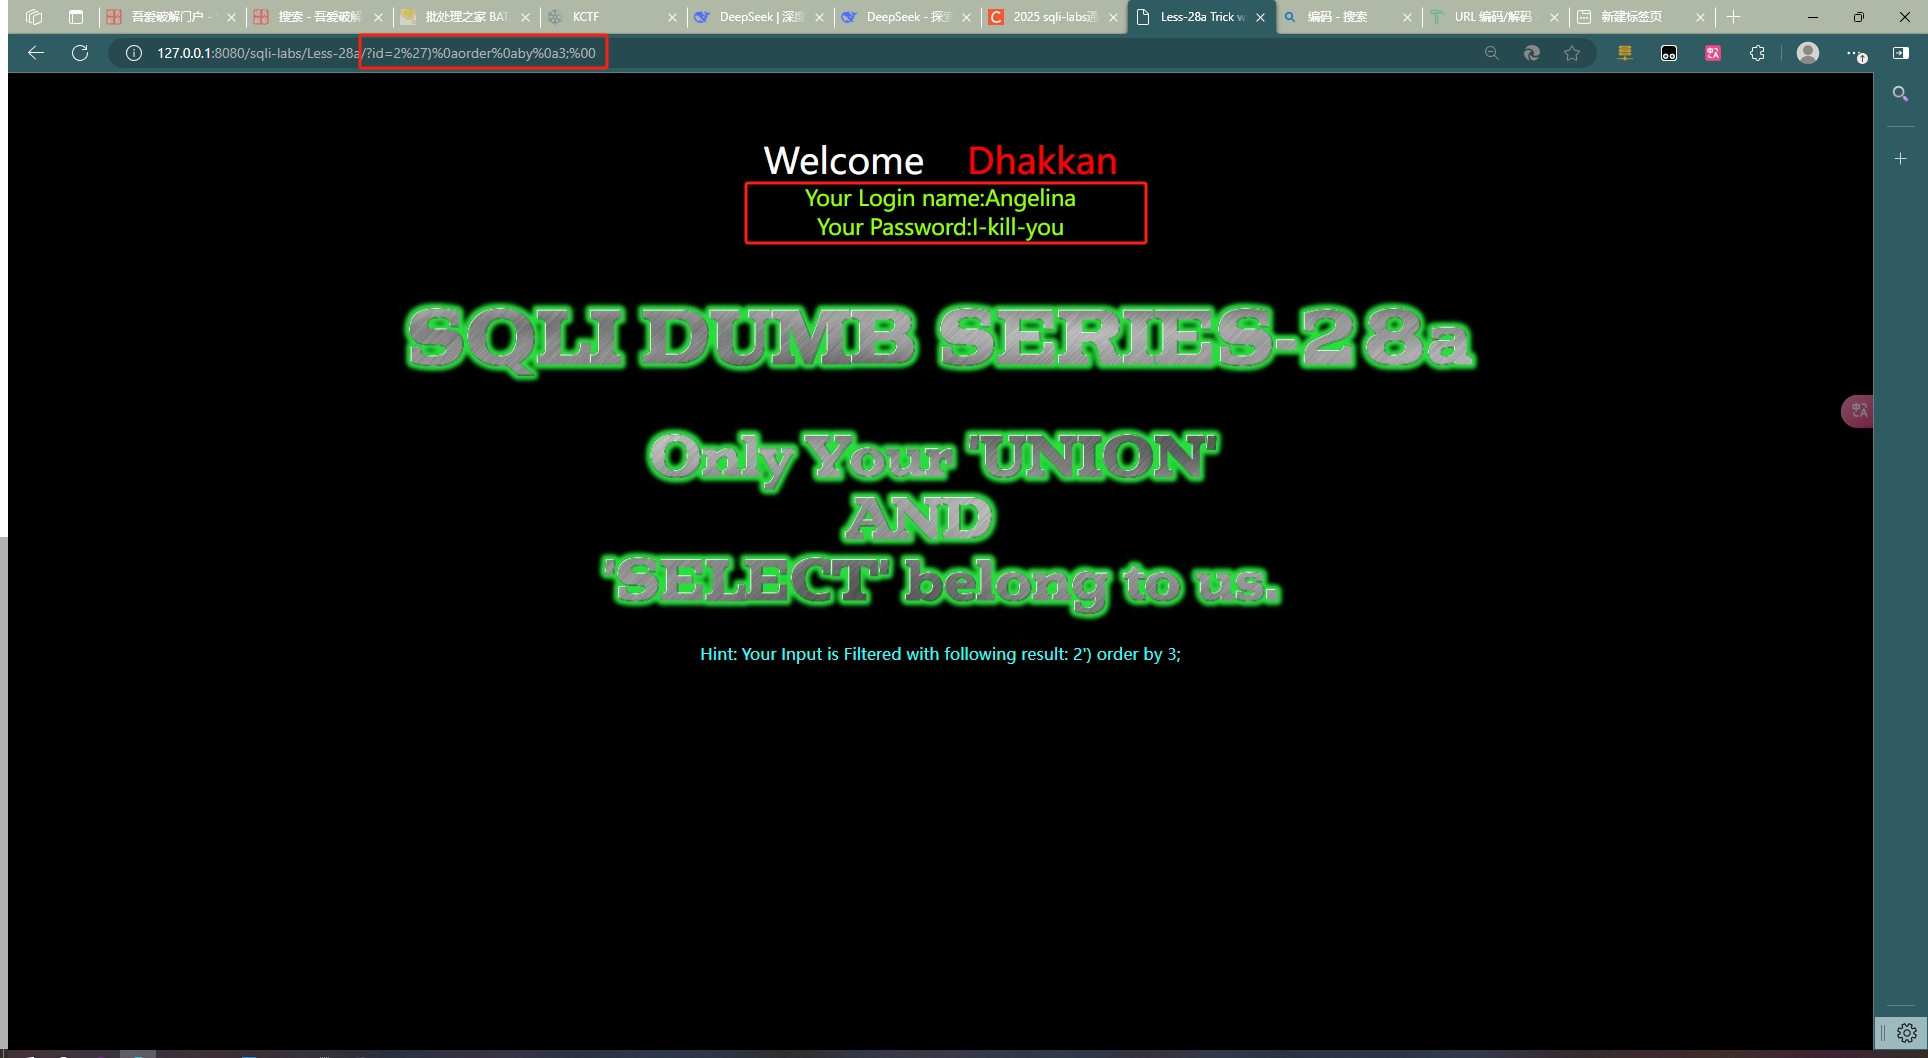 吾爱破解门户 -
搜索 - 吾爱破解
批处理之家 BAT
KCTF
DeepSeek | 深度
DeepSeek - 探索
2025 sqli-labs通
Less-28a Trick w
编码 - 搜索
URL 编码/解码 -
新建标签页
127.0.0.1:8080/sqli-labs/Less-28a/?id=2%27)%0aorder%0aby%0a3;%00
Welcome Dhakkan
Your Login name:Angelina
Your Password:I-kill-you
SQLI DUMB SERIES-28a
Only Your 'UNION'
AND
'SELECT' belong to us.
Hint: Your Input is Filtered with following result: 2') order by 3;